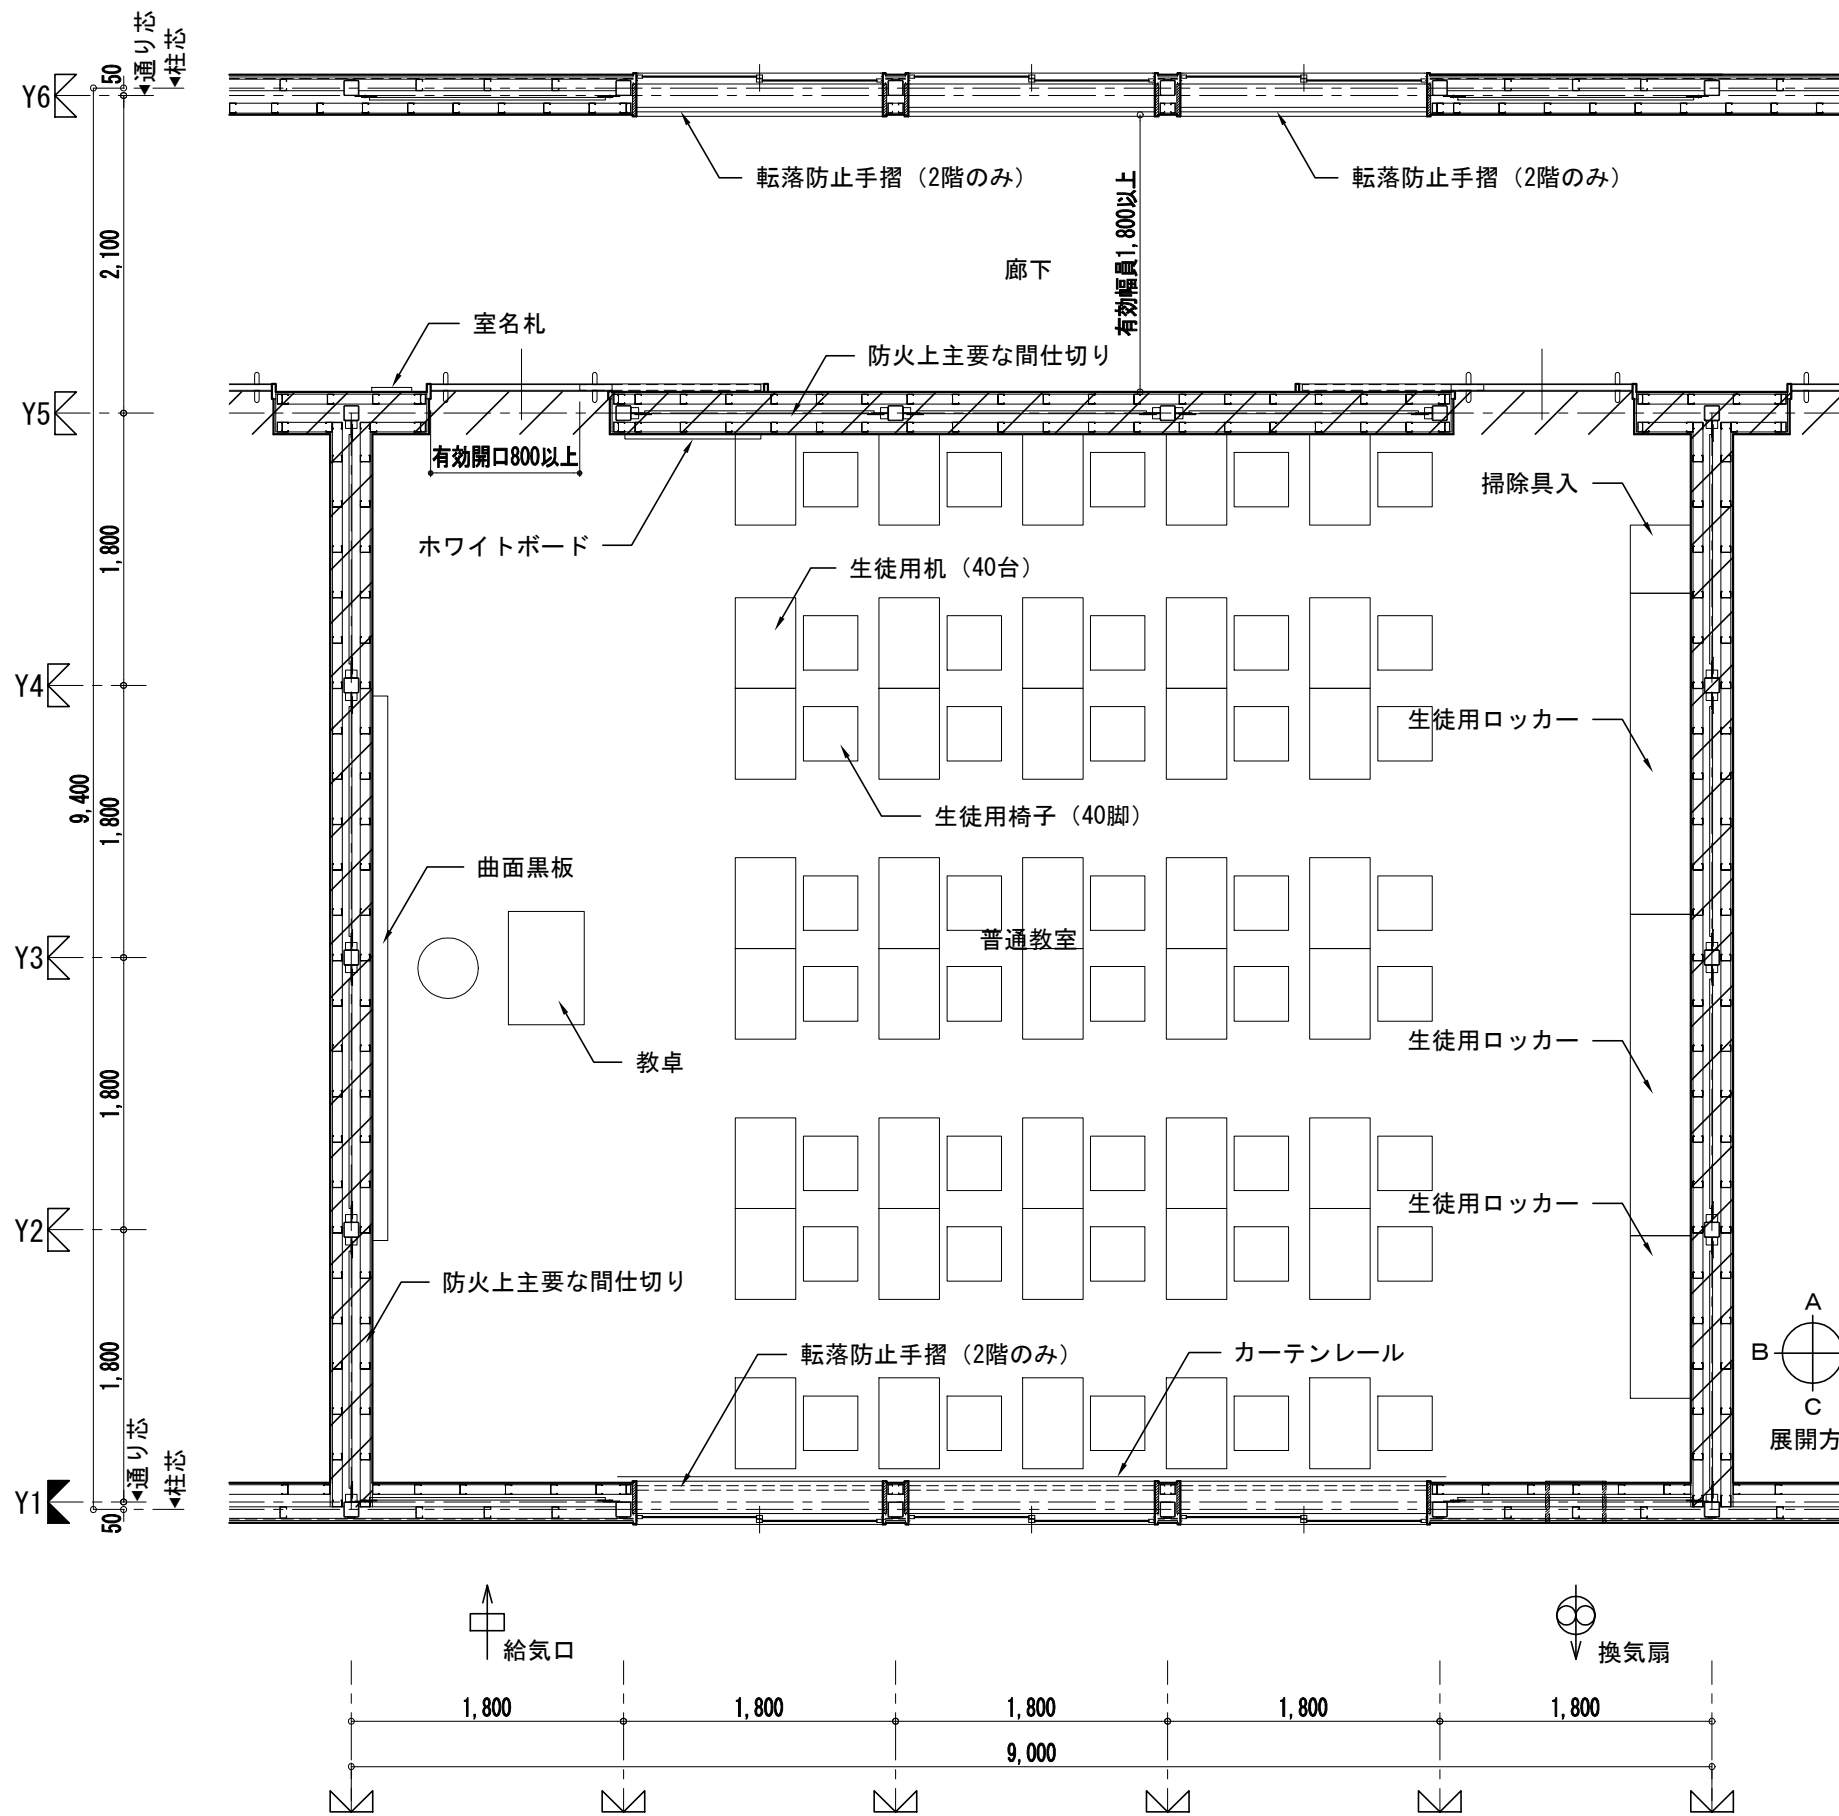 通り芯
柱芯
50
Y6
転落防止手摺（2階のみ）
転落防止手摺（2階のみ）
有効幅員1,800以上
2,100
廊下
室名札
防火上主要な間仕切り
Y5
有効開口800以上
掃除具入
ホワイトボード
1,800
生徒用机（40台）
Y4
生徒用ロッカー
9,400
1,800
生徒用椅子（40脚）
曲面黒板
普通教室
Y3
生徒用ロッカー
教卓
1,800
生徒用ロッカー
Y2
防火上主要な間仕切り
A
B
C
展開方
転落防止手摺（2階のみ）
カーテンレール
1,800
通り芯
柱芯
Y1
50
給気口
換気扇
1,800
1,800
1,800
1,800
1,800
9,000